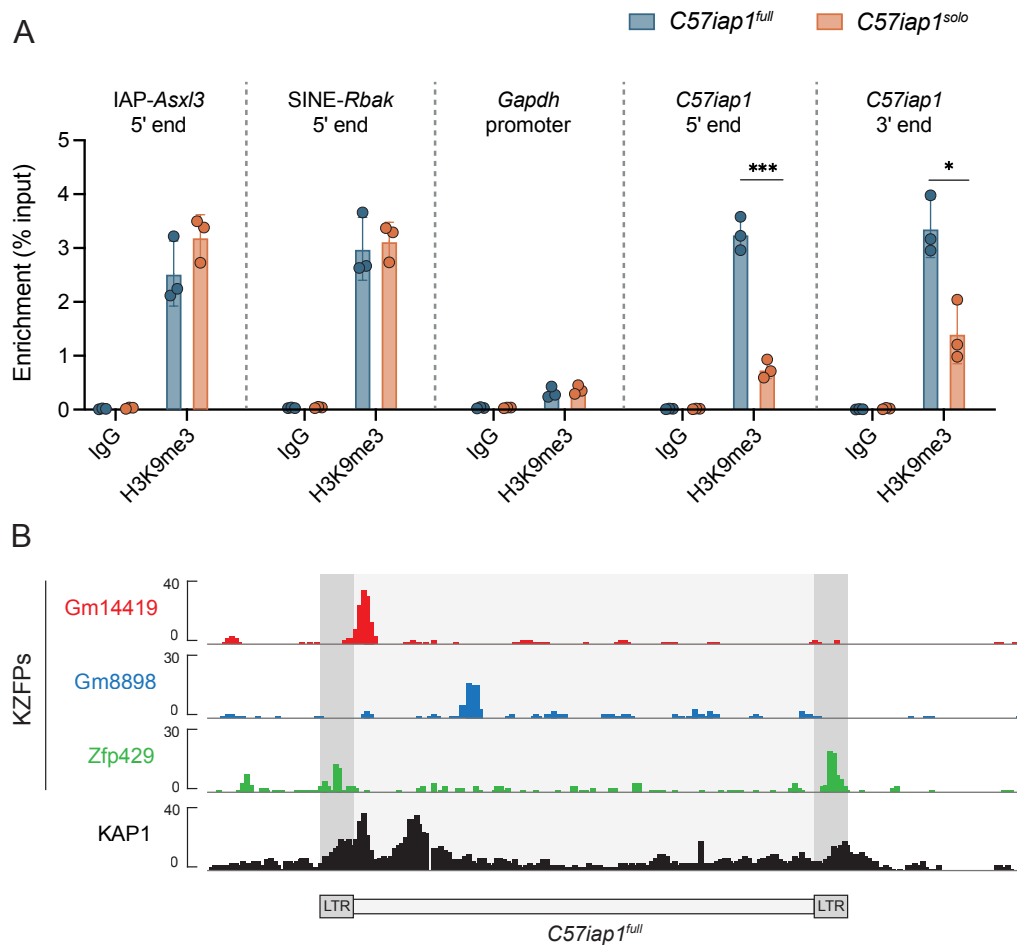 A
C57iap1full
C57iap1solo
IAP-Asxl3
5' end
SINE-Rbak
5' end
Gapdh
promoter
C57iap1
5' end
C57iap1
3' end
Enrichment (% input)
5
4
3
2
1
0
***
*
IgG
H3K9me3
IgG
H3K9me3
IgG
H3K9me3
IgG
H3K9me3
IgG
H3K9me3
B
KZFPs
Gm14419
40
0
Gm8898
30
0
Zfp429
30
0
KAP1
40
0
LTR
LTR
C57iap1full